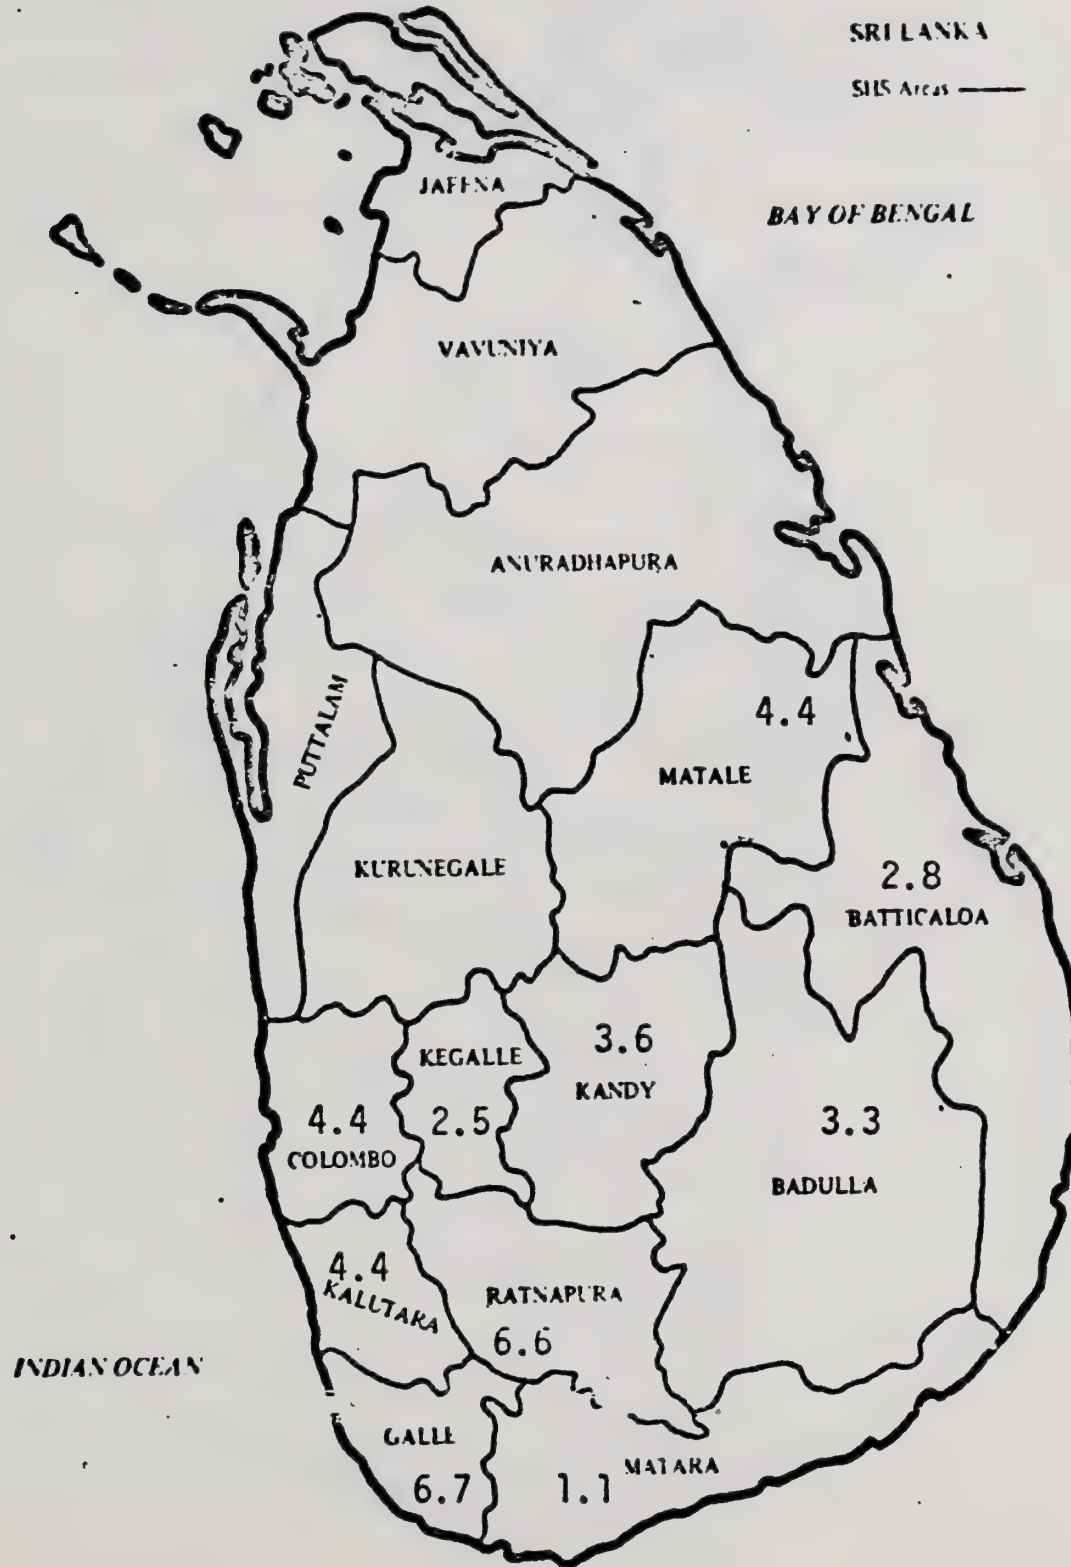 SRI LANKA
SHS Areas
JAFFNA
BAY OF BENGAL
VAVUNIYA
ANURADHAPURA
PUTTALAM
4.4
MATALE
KURUNEGALE
2.8
BATTICALOA
KEGALLE
2.5
3.6
KANDY
4.4
COLOMBO
3.3
BADULLA
4.4
KALUTARA
RATNAPURA
6.6
INDIAN OCEAN
GALLE
6.7
MATARA
1.1